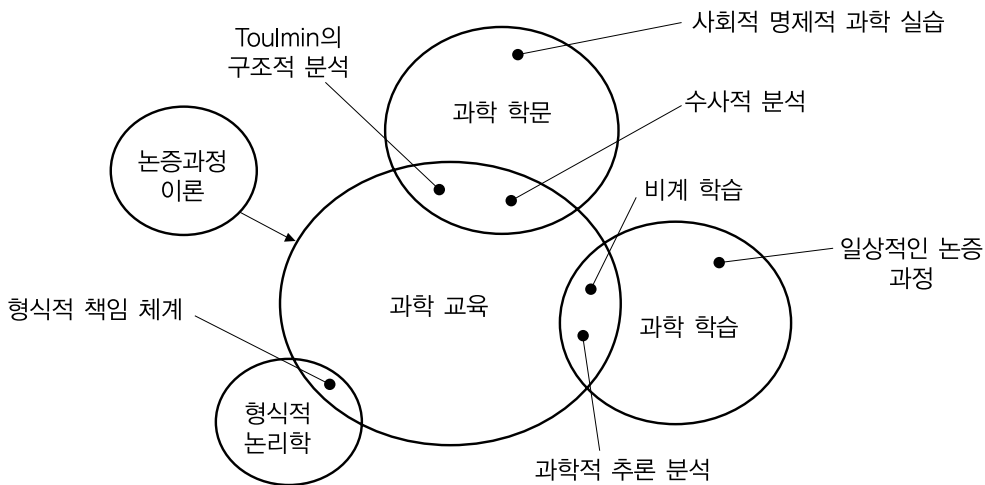 사회적 명제적 과학 실습
Toulmin의
구조적 분석
과학 학문
수사적 분석
논증과정
이론
비계 학습
일상적인 논증
과정
형식적 책임 체계
과학 교육
과학 학습
형식적
논리학
과학적 추론 분석